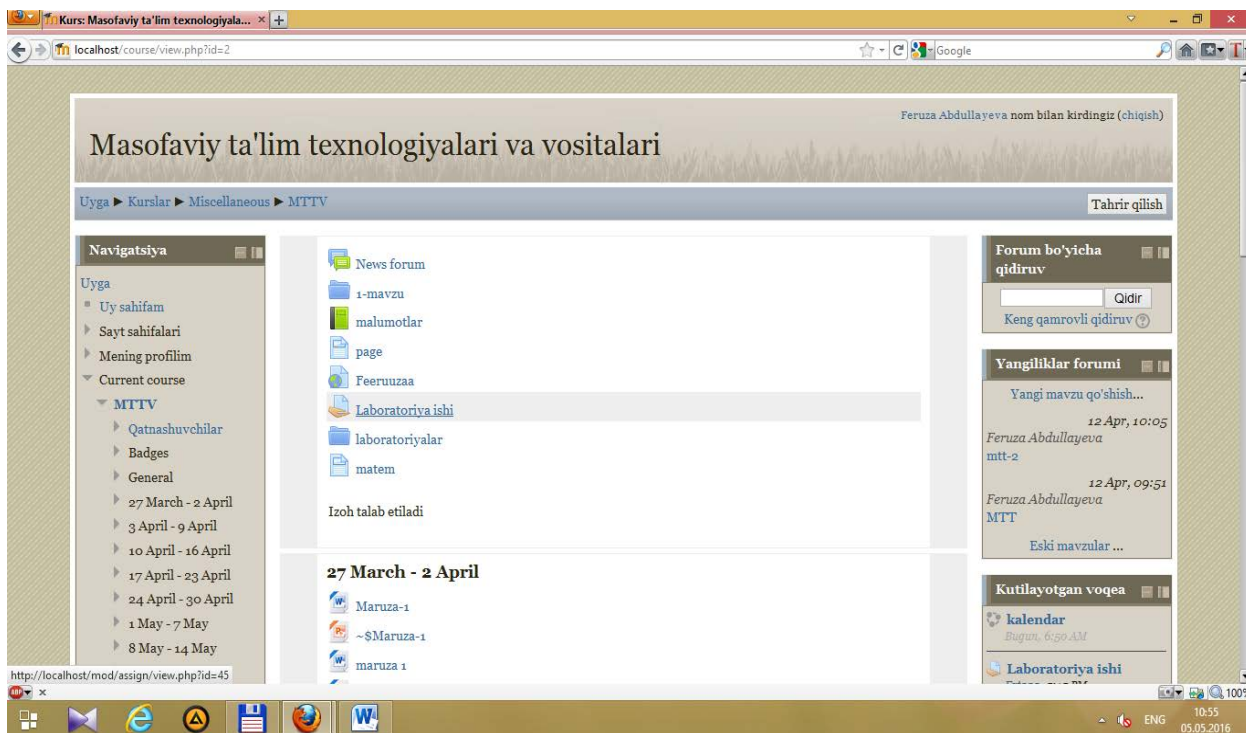 Kurs: Masofaviy ta'lim texnologiyala...
localhost/course/view.php?id=2
Google
Feruza Abdullayeva nom bilan kirdingiz (chiqish)
Masofaviy ta'lim texnologiyalari va vositalari
Uyga ► Kurslar ► Miscellaneous ► MTTV
Tahrir qilish
Navigatsiya
Uyga
Uy sahifam
Sayt sahifalari
Mening profilim
Current course
MTTV
Qatnashuvchilar
Badges
General
27 March - 2 April
3 April - 9 April
10 April - 16 April
17 April - 23 April
24 April - 30 April
1 May - 7 May
8 May - 14 May
News forum
1-mavzu
malumotlar
page
Feeruuzaa
Laboratoriya ishi
laboratoriyalar
matem
Izoh talab etiladi
27 March - 2 April
Maruza-1
~$Maruza-1
maruza 1
Forum bo'yicha
qidiruv
Qidir
Keng qamrovli qidiruv
Yangiliklar forumi
Yangi mavzu qo'shish...
12 Apr, 10:05
Feruza Abdullayeva
mtt-2
12 Apr, 09:51
Feruza Abdullayeva
MTT
Eski mavzular ...
Kutilayotgan voqea
kalendar
Bugun, 6:50 AM
Laboratoriya ishi
http://localhost/mod/assign/view.php?id=45
100%
ENG
10:55
05.05.2016